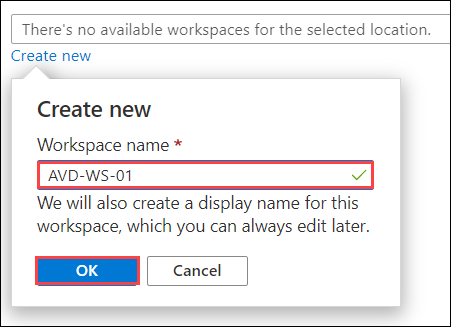 There's no available workspaces for the selected location.
Create new
Create new
Workspace name *
AVD-WS-01
We will also create a display name for this
workspace, which you can always edit later.
OK Cancel